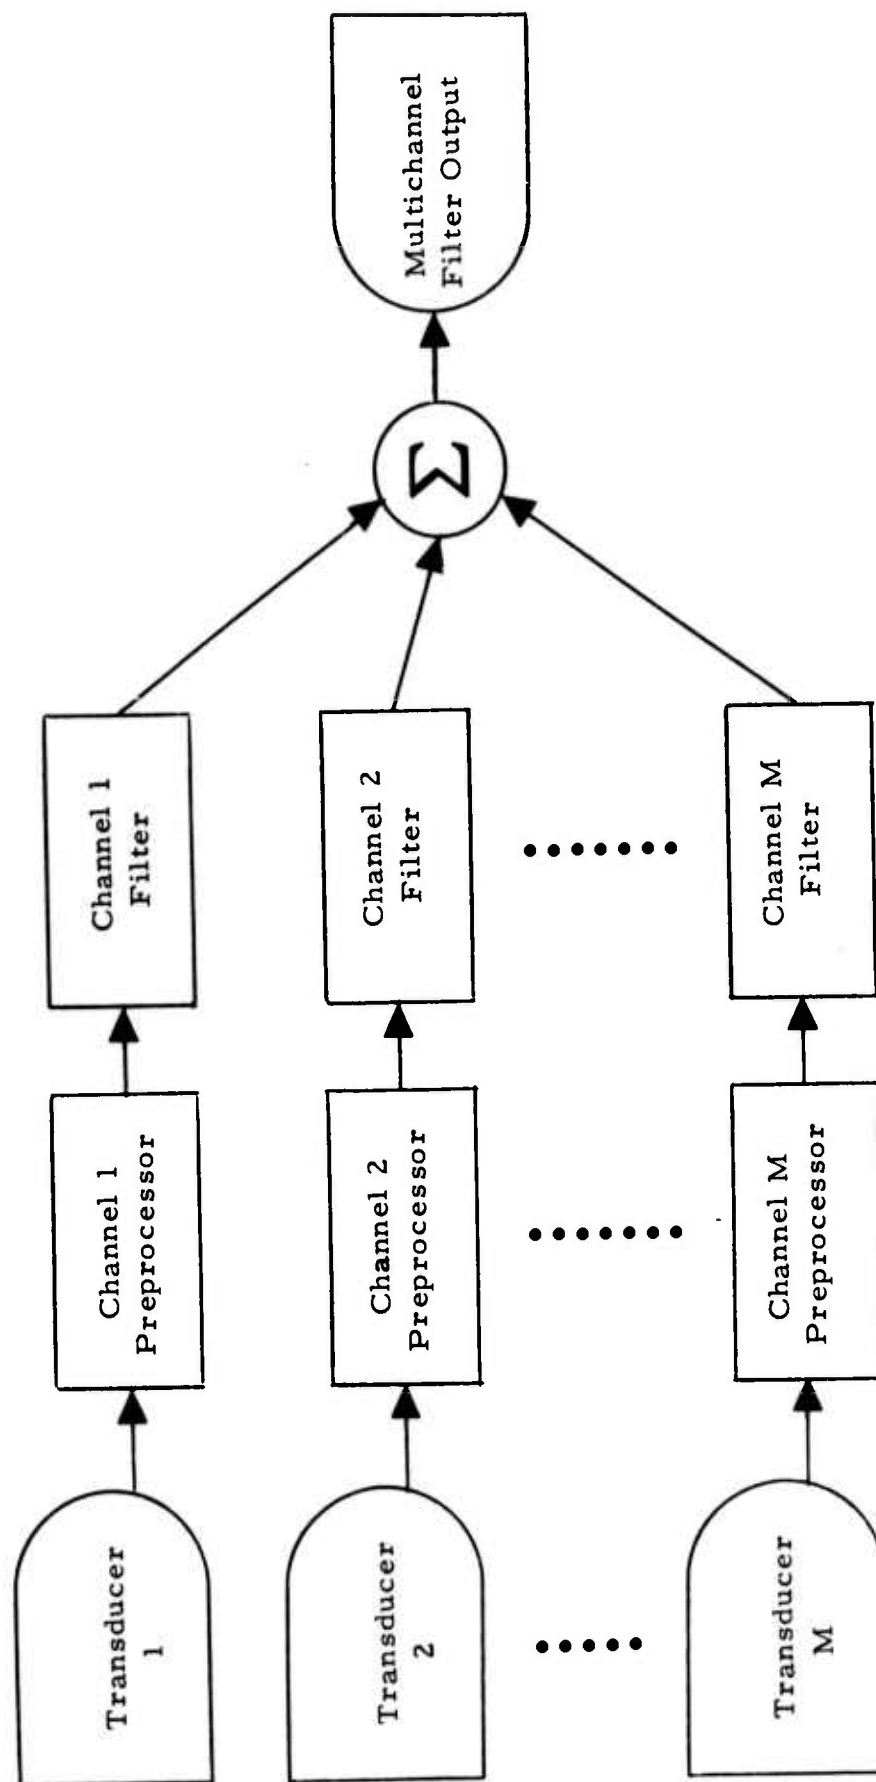 Transducer
1
Channel 1
Preprocessor
Channel 1
Filter
Transducer
2
Channel 2
Preprocessor
Channel 2
Filter
Transducer
M
Channel M
Preprocessor
Channel M
Filter
Σ
Multichannel
Filter Output